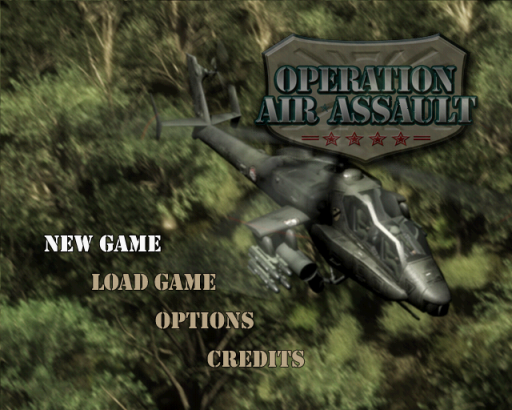 OPERATION
AIR ASSAULT
NEW GAME
LOAD GAME
OPTIONS
CREDITS